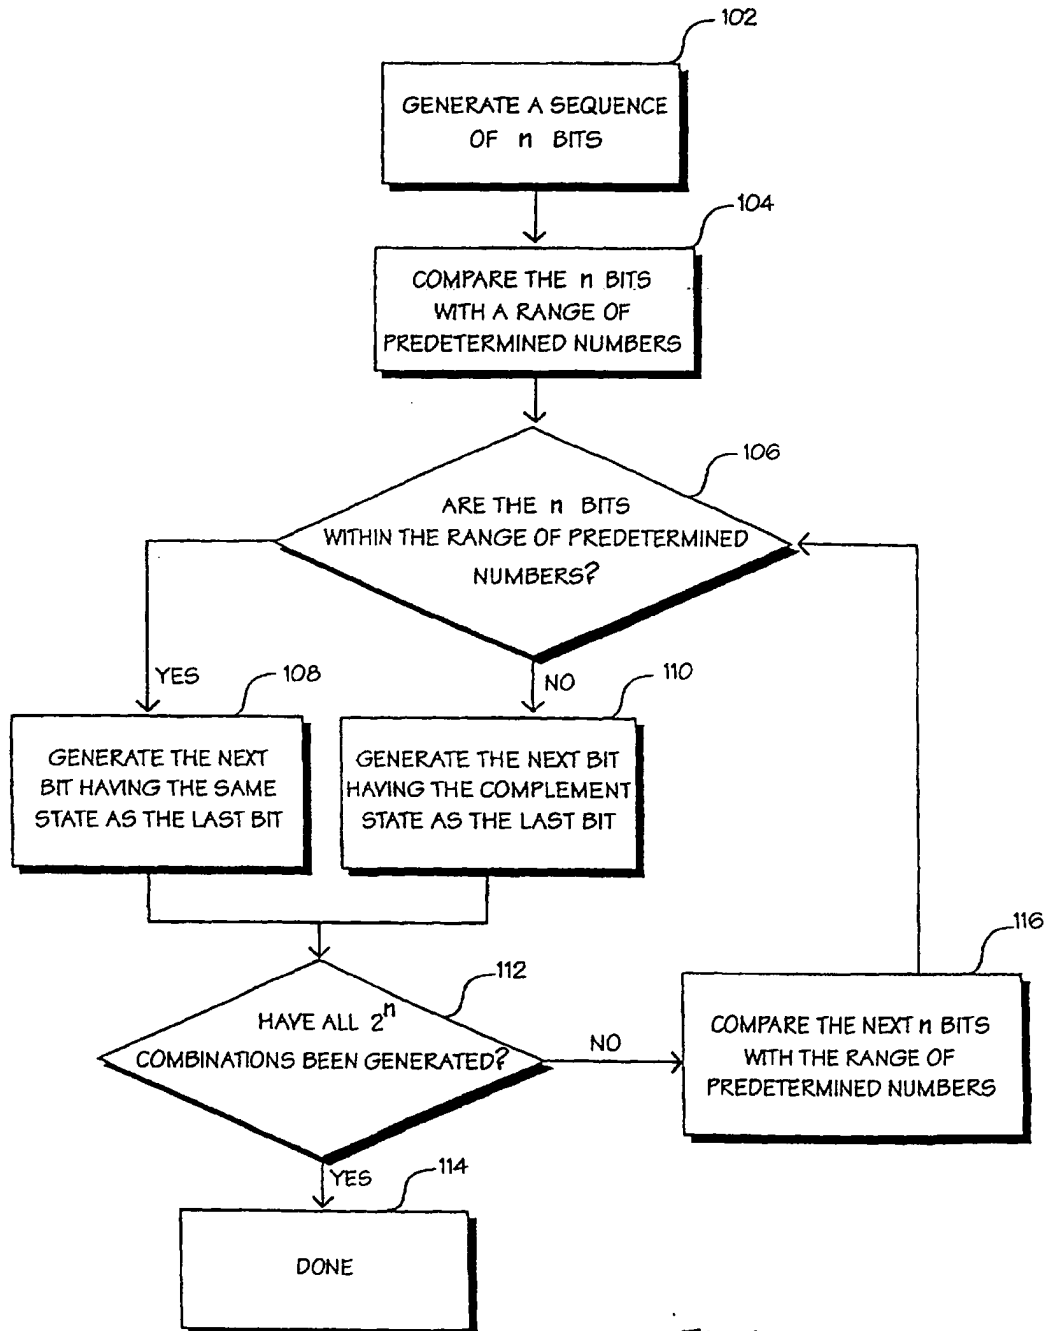 102
GENERATE A SEQUENCE
OF n BITS
104
COMPARE THE n BITS
WITH A RANGE OF
PREDETERMINED NUMBERS
106
ARE THE n BITS
WITHIN THE RANGE OF PREDETERMINED
NUMBERS?
YES
NO
108
GENERATE THE NEXT
BIT HAVING THE SAME
STATE AS THE LAST BIT
110
GENERATE THE NEXT BIT
HAVING THE COMPLEMENT
STATE AS THE LAST BIT
112
HAVE ALL 2ⁿ
COMBINATIONS BEEN GENERATED?
NO
116
COMPARE THE NEXT n BITS
WITH THE RANGE OF
PREDETERMINED NUMBERS
YES
114
DONE